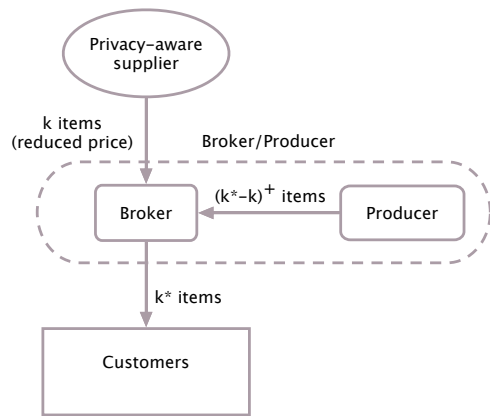 Privacy-aware
supplier
k items
(reduced price)
Broker/Producer
Broker
(k*-k)+ items
Producer
k* items
Customers